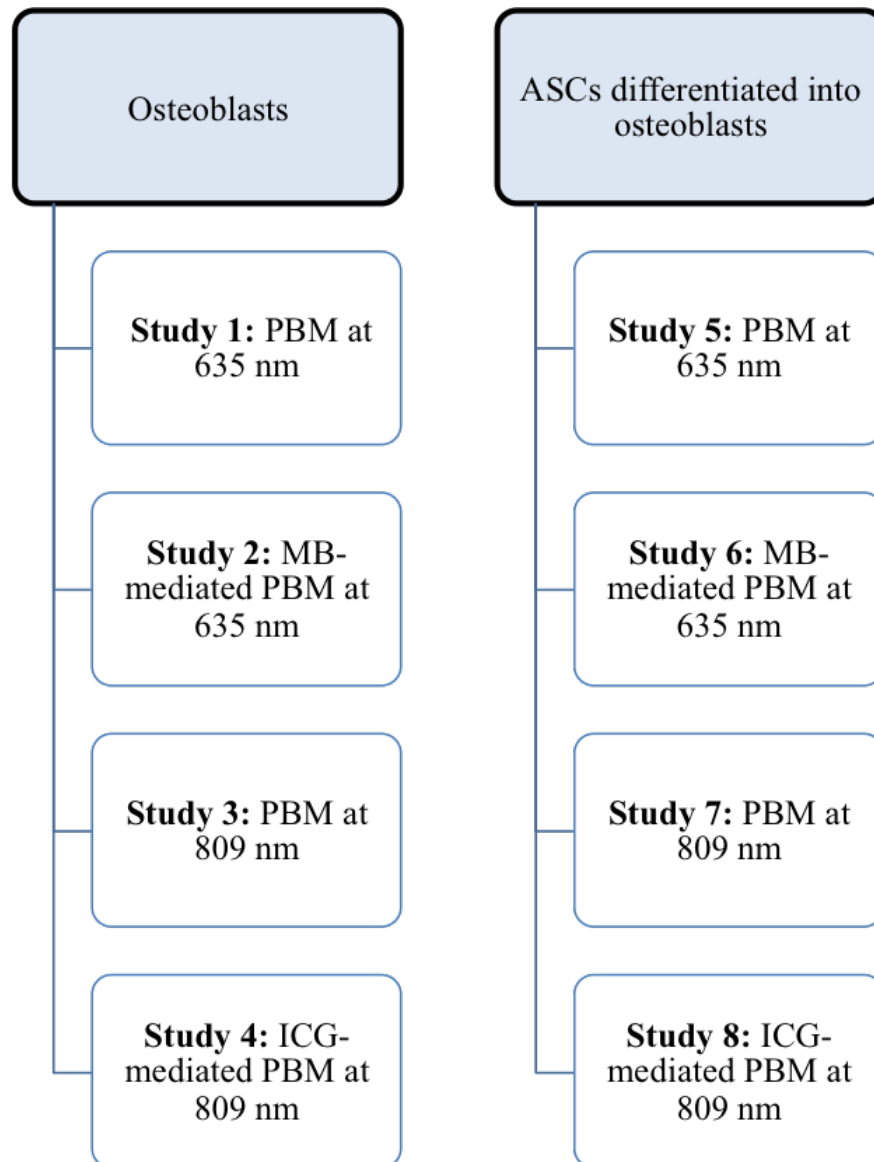 Osteoblasts
Study 1: PBM at
635 nm
Study 2: MB-
mediated PBM at
635 nm
Study 3: PBM at
809 nm
Study 4: ICG-
mediated PBM at
809 nm
ASCs differentiated into
osteoblasts
Study 5: PBM at
635 nm
Study 6: MB-
mediated PBM at
635 nm
Study 7: PBM at
809 nm
Study 8: ICG-
mediated PBM at
809 nm